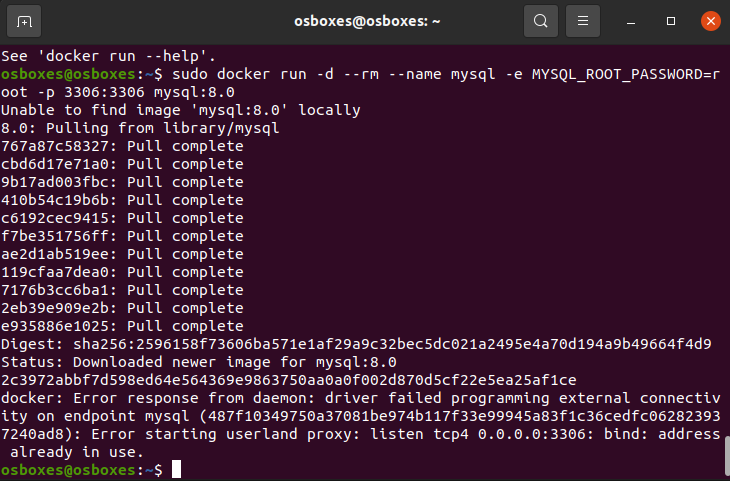 osboxes@osboxes: ~
See 'docker run --help'.
osboxes@osboxes:~$ sudo docker run -d --rm --name mysql -e MYSQL_ROOT_PASSWORD=r
oot -p 3306:3306 mysql:8.0
Unable to find image 'mysql:8.0' locally
8.0: Pulling from library/mysql
767a87c58327: Pull complete
cbd6d17e71a0: Pull complete
9b17ad003fbc: Pull complete
410b54c19b6b: Pull complete
c6192cec9415: Pull complete
f7be351756ff: Pull complete
ae2d1ab519ee: Pull complete
119cfaa7dea0: Pull complete
7176b3cc6ba1: Pull complete
2eb39e909e2b: Pull complete
e935886e1025: Pull complete
Digest: sha256:2596158f73606ba571e1af29a9c32bec5dc021a2495e4a70d194a9b49664f4d9
Status: Downloaded newer image for mysql:8.0
2c3972abbf7d598ed64e564369e9863750aa0a0f002d870d5cf22e5ea25af1ce
docker: Error response from daemon: driver failed programming external connectiv
ity on endpoint mysql (487f10349750a37081be974b117f33e99945a83f1c36cedfc06282393
7240ad8): Error starting userland proxy: listen tcp4 0.0.0.0:3306: bind: address
 already in use.
osboxes@osboxes:~$